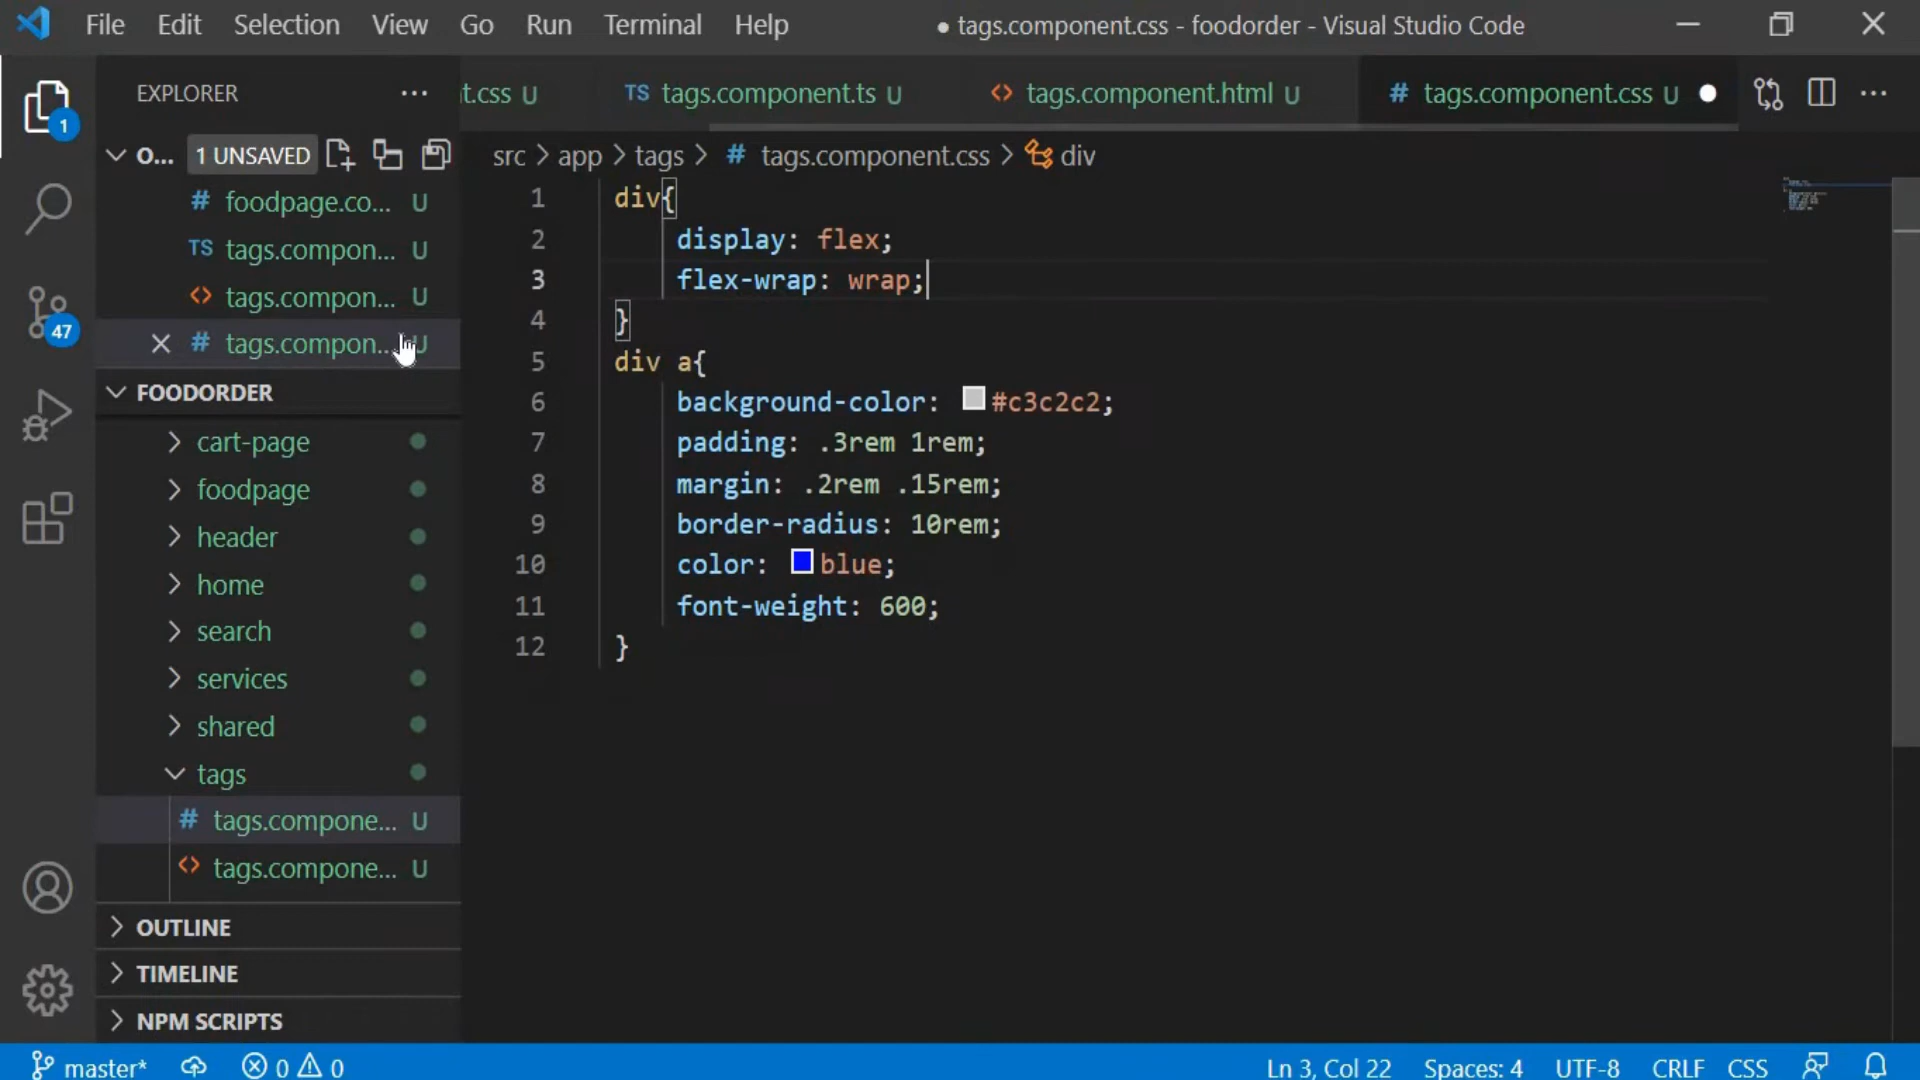 File Edit Selection View Go Run Terminal Help ● tags.component.css - foodorder - Visual Studio Code
EXPLORER ··· t.css U TS tags.component.ts U <> tags.component.html U # tags.component.css U ● ···
1
O... 1 UNSAVED
src > app > tags > # tags.component.css > div
# foodpage.co... U
TS tags.compon... U
<> tags.compon... U
# tags.compon... U
47
FOODORDER
cart-page
foodpage
header
home
search
services
shared
tags
# tags.compone... U
<> tags.compone... U
OUTLINE
TIMELINE
NPM SCRIPTS
1 div{
2 display: flex;
3 flex-wrap: wrap;
4 }
5 div a{
6 background-color: #c3c2c2;
7 padding: .3rem 1rem;
8 margin: .2rem .15rem;
9 border-radius: 10rem;
10 color: blue;
11 font-weight: 600;
12 }
master* 0 0 Ln 3, Col 22 Spaces: 4 UTF-8 CRLF CSS